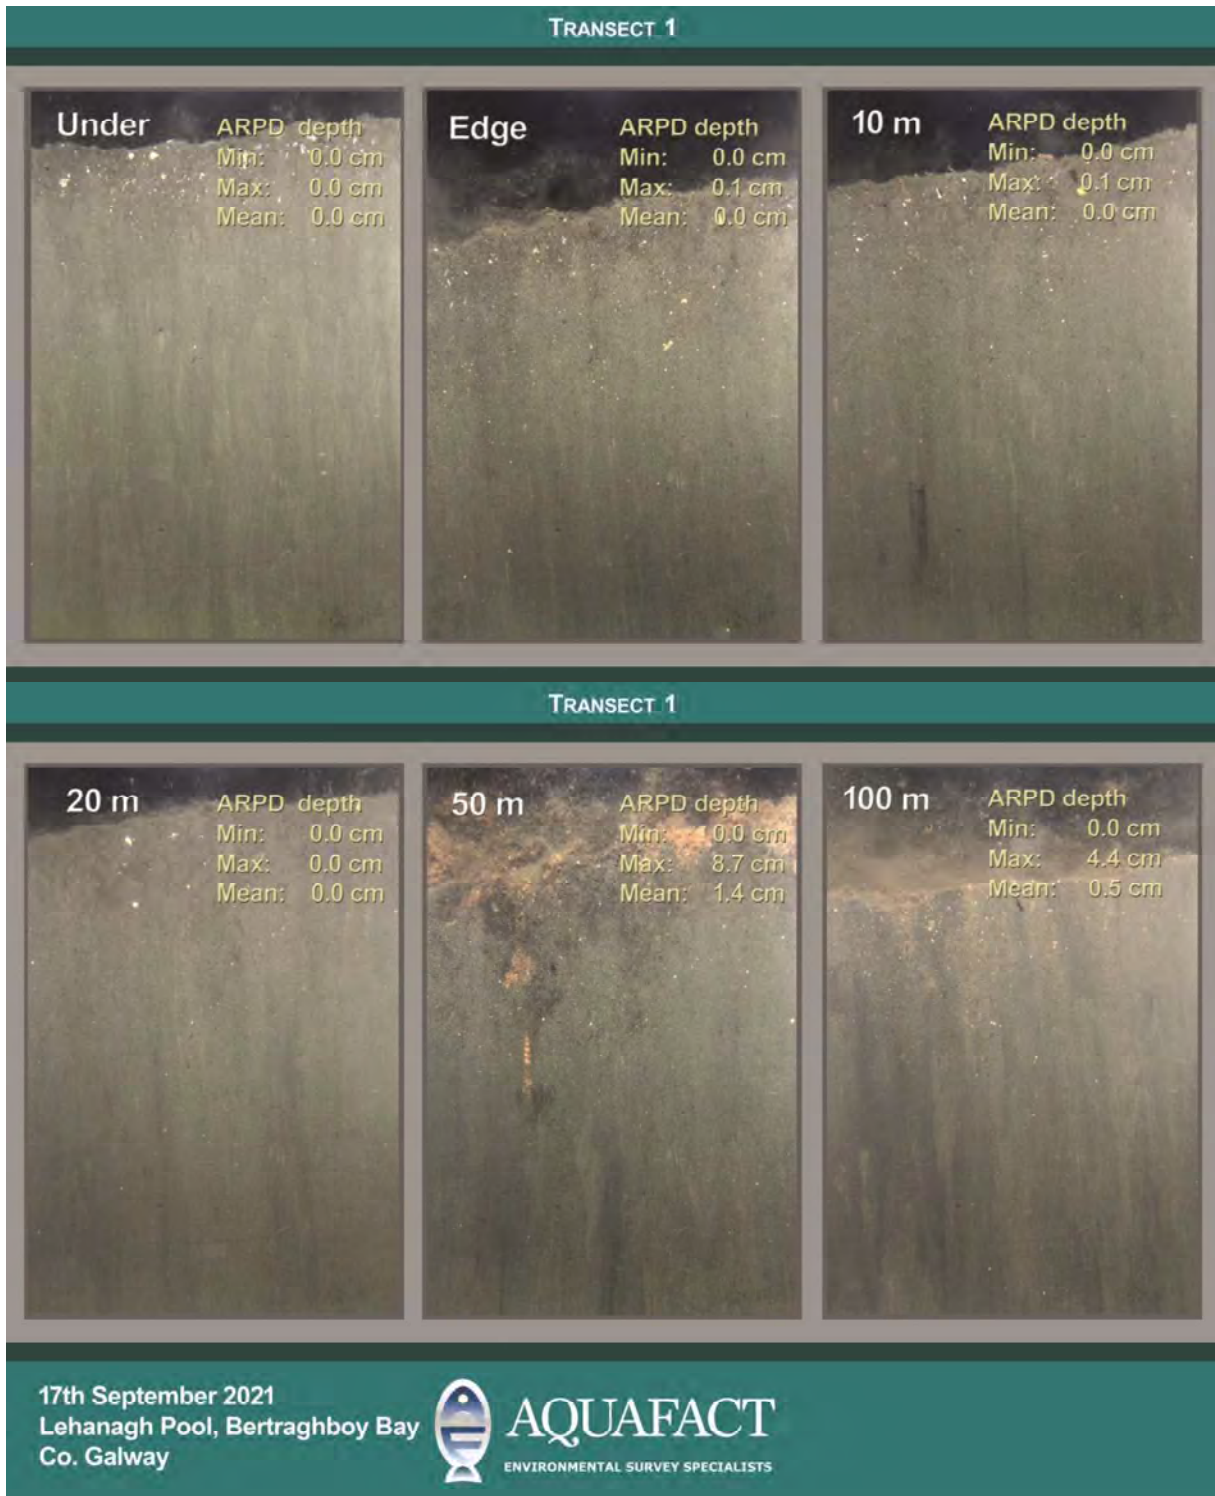 TRANSECT 1
Under
ARPD depth
Min: 0.0 cm
Max: 0.0 cm
Mean: 0.0 cm
Edge
ARPD depth
Min: 0.0 cm
Max: 0.1 cm
Mean: 0.0 cm
10 m
ARPD depth
Min: 0.0 cm
Max: 0.1 cm
Mean: 0.0 cm
TRANSECT 1
20 m
ARPD depth
Min: 0.0 cm
Max: 0.0 cm
Mean: 0.0 cm
50 m
ARPD depth
Min: 0.0 cm
Max: 8.7 cm
Mean: 1.4 cm
100 m
ARPD depth
Min: 0.0 cm
Max: 4.4 cm
Mean: 0.5 cm
17th September 2021
Lehanagh Pool, Bertraghboy Bay
Co. Galway
AQUAFACT
ENVIRONMENTAL SURVEY SPECIALISTS